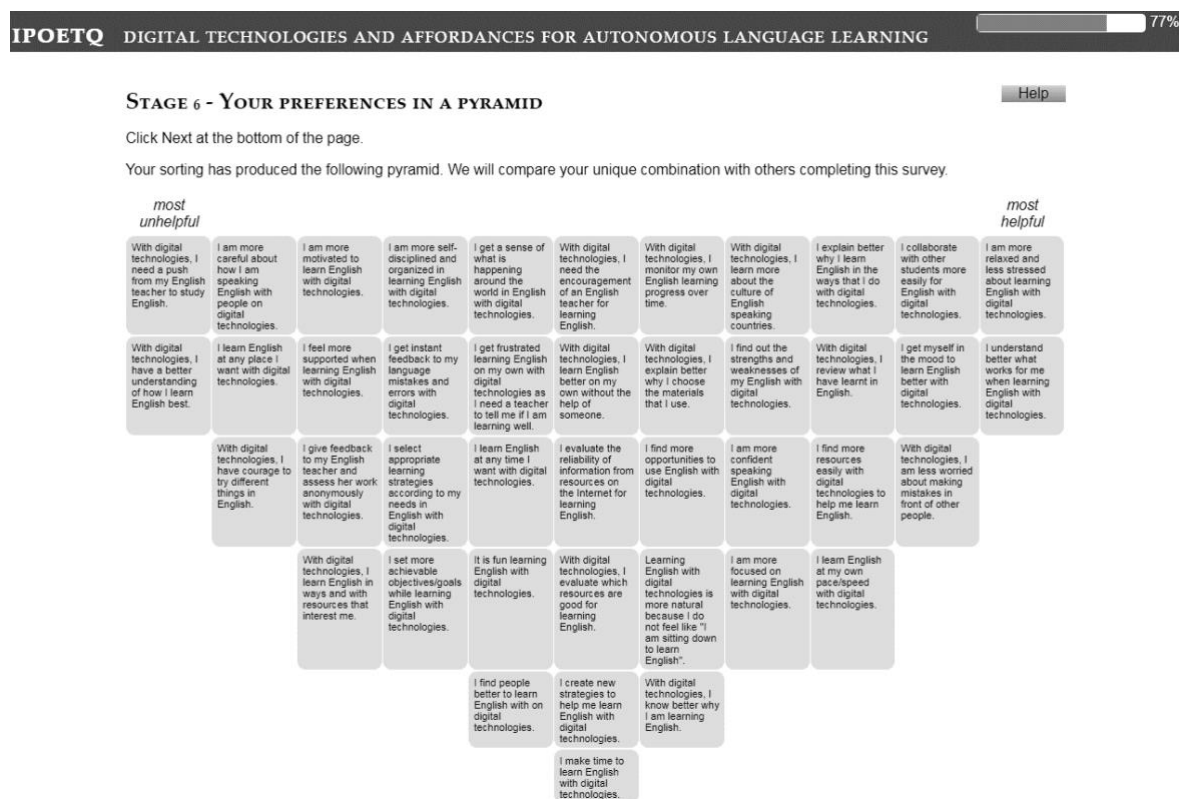 IPOETQ DIGITAL TECHNOLOGIES AND AFFORDANCES FOR AUTONOMOUS LANGUAGE LEARNING
77%
STAGE 6 - YOUR PREFERENCES IN A PYRAMID
Help
Click Next at the bottom of the page.
Your sorting has produced the following pyramid. We will compare your unique combination with others completing this survey.
most
unhelpful
most
helpful
With digital
technologies, I
need a push
from my English
teacher to study
English.
I am more
careful about
how I am
speaking
English with
people on
digital
technologies.
I am more
motivated to
learn English
with digital
technologies.
I am more self-
disciplined and
organized in
learning English
with digital
technologies.
I get a sense of
what is
happening
around the
world in English
with digital
technologies.
With digital
technologies, I
need the
encouragement
of an English
teacher for
learning
English.
With digital
technologies, I
monitor my own
English learning
progress over
time.
With digital
technologies, I
learn more
about the
culture of
English
speaking
countries.
I explain better
why I learn
English in the
ways that I do
with digital
technologies.
I collaborate
with other
students more
easily for
English with
digital
technologies.
I am more
relaxed and
less stressed
about learning
English with
digital
technologies.
With digital
technologies, I
have a better
understanding
of how I learn
English best.
I learn English
at any place I
want with digital
technologies.
I feel more
supported when
learning English
with digital
technologies.
I get instant
feedback to my
language
mistakes and
errors with
digital
technologies.
I get frustrated
learning English
on my own with
digital
technologies as
I need a teacher
to tell me if I am
learning well.
With digital
technologies, I
learn English
better on my
own without the
help of
someone.
With digital
technologies, I
explain better
why I choose
the materials
that I use.
I find out the
strengths and
weaknesses of
my English with
digital
technologies.
With digital
technologies, I
review what I
have learnt in
English.
I get myself in
the mood to
learn English
better with
digital
technologies.
I understand
better what
works for me
when learning
English with
digital
technologies.
With digital
technologies, I
have courage to
try different
things in
English.
I give feedback
to my English
teacher and
assess her work
anonymously
with digital
technologies.
I select
appropriate
learning
strategies
according to my
needs in
English with
digital
technologies.
I learn English
at any time I
want with digital
technologies.
I evaluate the
reliability of
information from
resources on
the Internet for
learning
English.
I find more
opportunities to
use English with
digital
technologies.
I am more
confident
speaking
English with
digital
technologies.
I find more
resources
easily with
digital
technologies to
help me learn
English.
With digital
technologies, I
am less worried
about making
mistakes in
front of other
people.
With digital
technologies, I
learn English in
ways and with
resources that
interest me.
I set more
achievable
objectives/goals
while learning
English with
digital
technologies.
It is fun learning
English with
digital
technologies.
With digital
technologies, I
evaluate which
resources are
good for
learning
English.
Learning
English with
digital
technologies is
more natural
because I do
not feel like "I
am sitting down
to learn
English".
I am more
focused on
learning English
with digital
technologies.
I learn English
at my own
pace/speed
with digital
technologies.
I find people
better to learn
English with on
digital
technologies.
I create new
strategies to
help me learn
English with
digital
technologies.
With digital
technologies, I
know better why
I am learning
English.
I make time to
learn English
with digital
technologies.